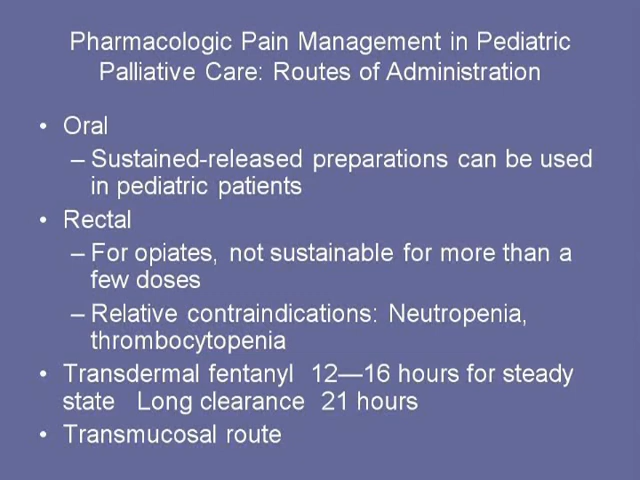 Pharmacologic Pain Management in Pediatric
Palliative Care: Routes of Administration
• Oral
– Sustained-released preparations can be used
in pediatric patients
• Rectal
– For opiates, not sustainable for more than a
few doses
– Relative contraindications: Neutropenia,
thrombocytopenia
• Transdermal fentanyl 12—16 hours for steady
state Long clearance 21 hours
• Transmucosal route